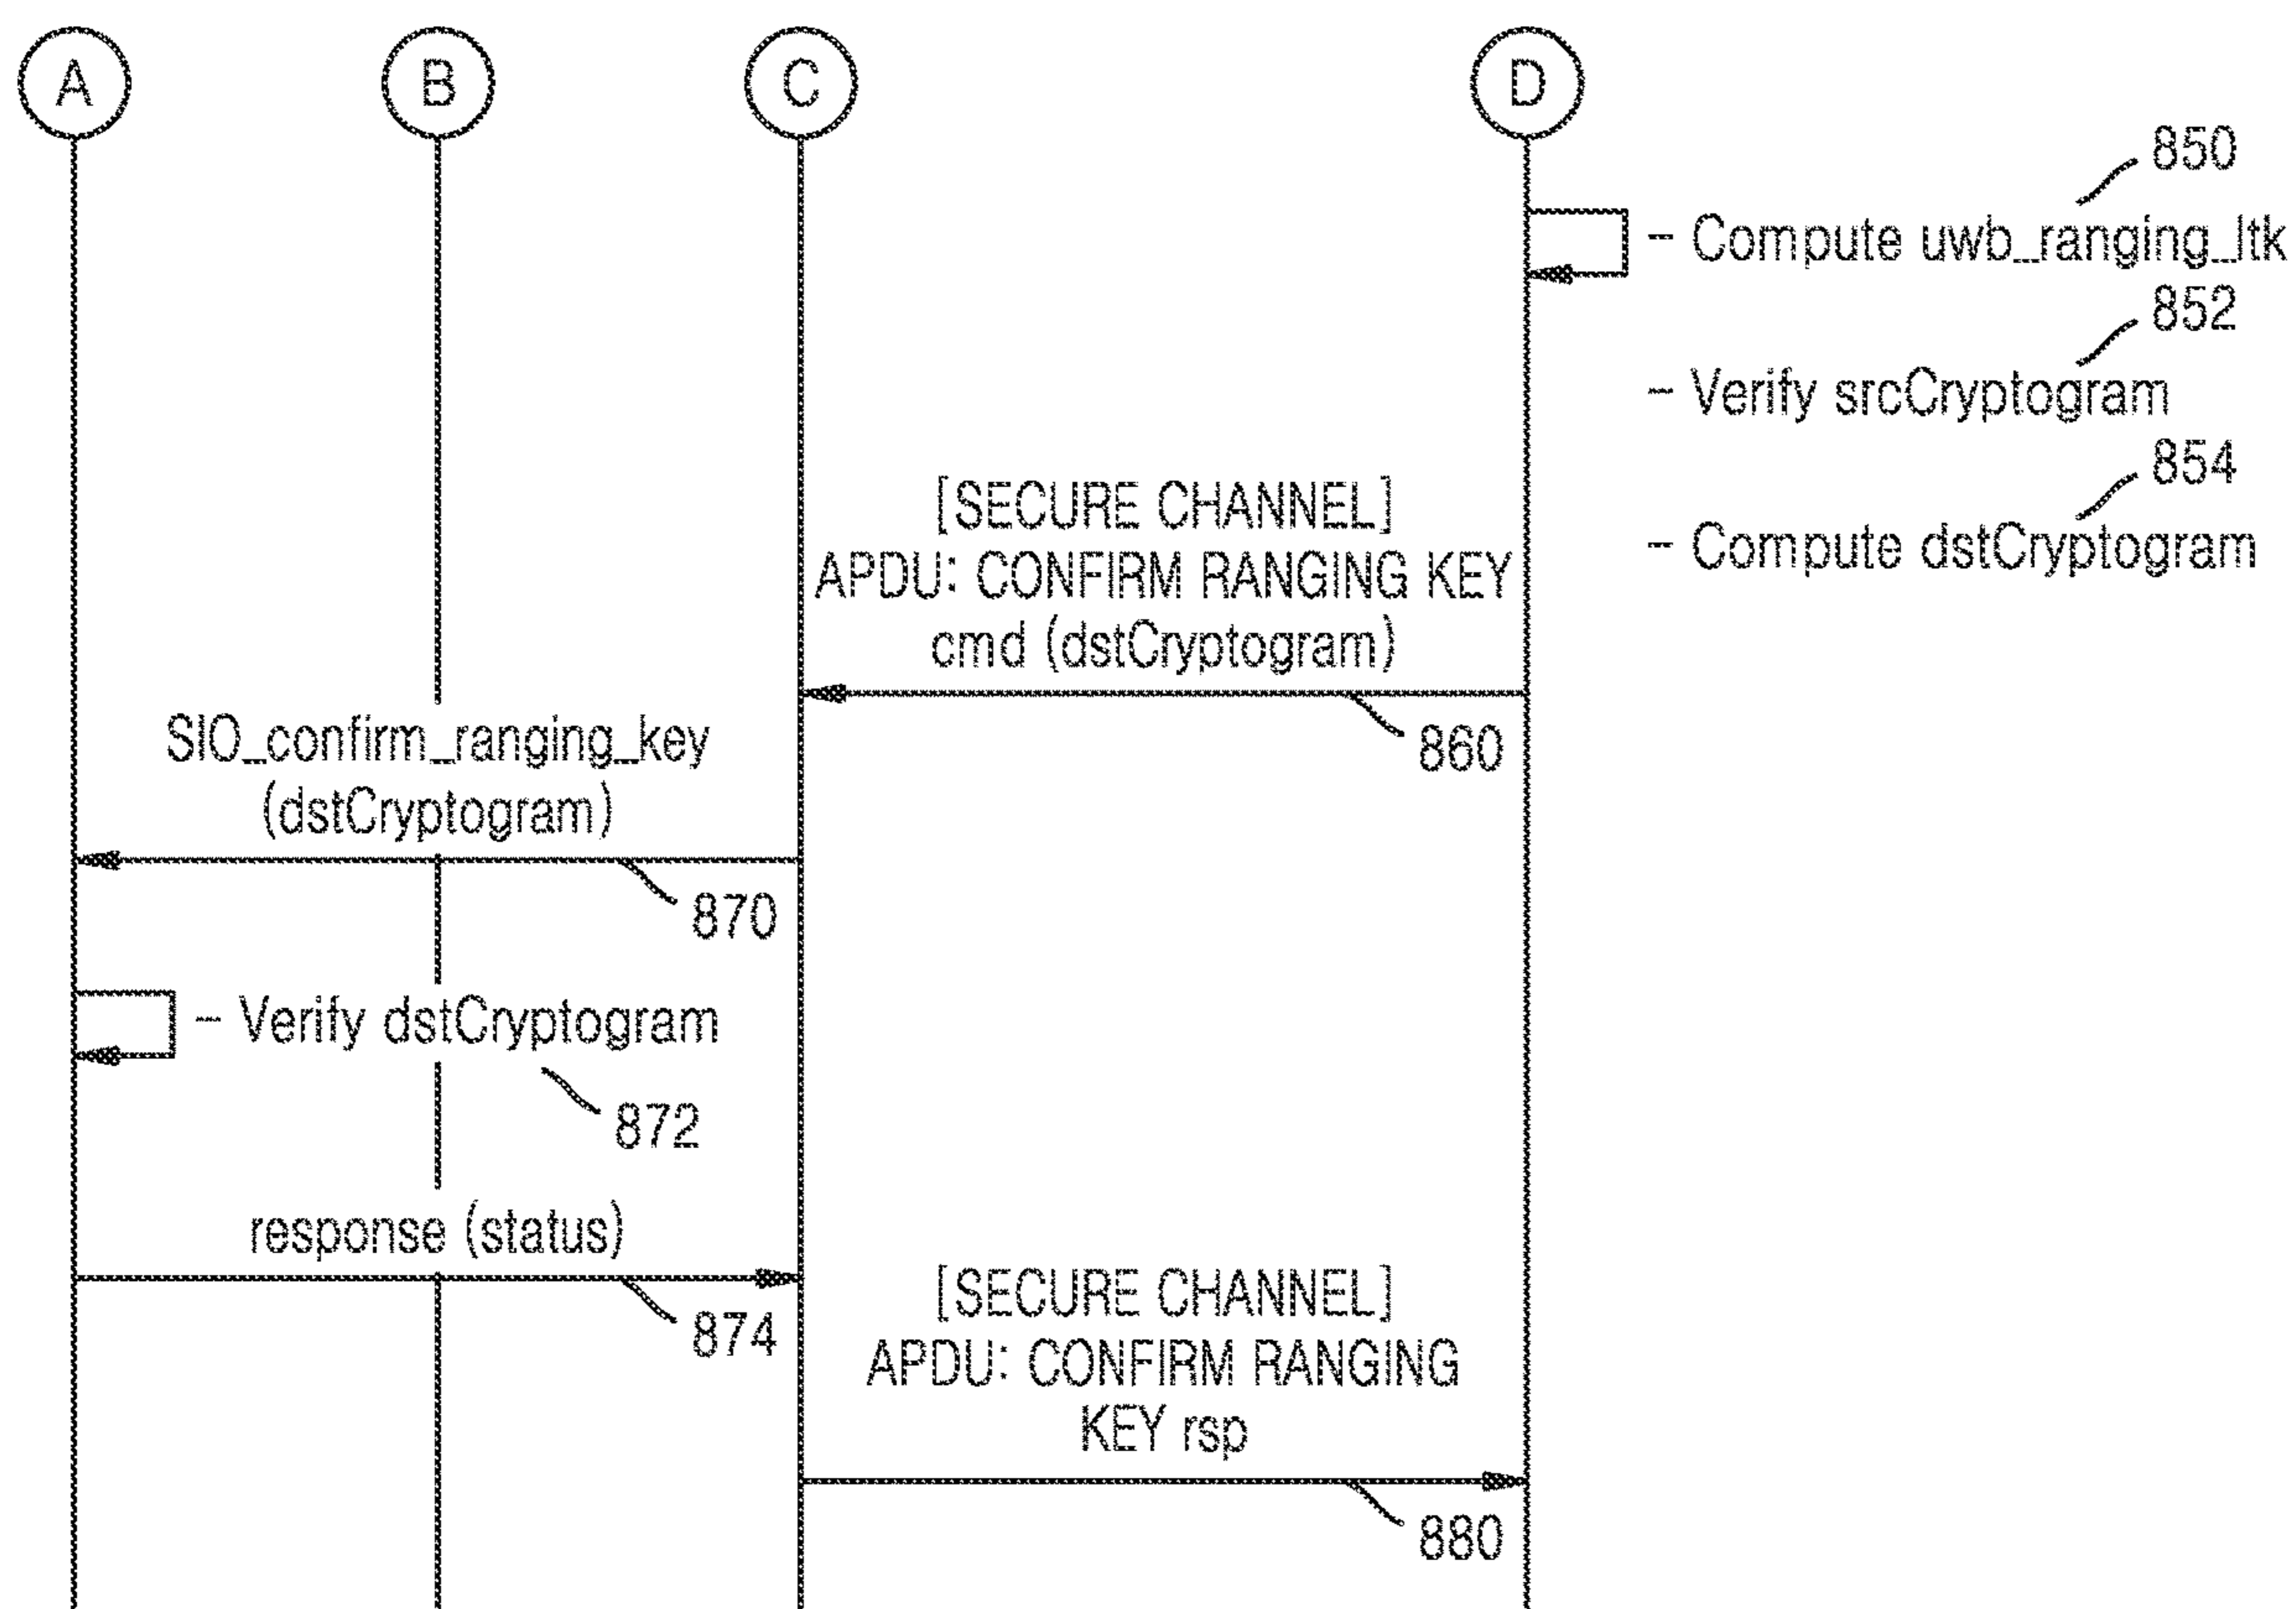 A
B
C
D
850
- Compute uwb_ranging_ltk
852
- Verify srcCryptogram
854
- Compute dstCryptogram
[SECURE CHANNEL]
APDU: CONFIRM RANGING KEY
cmd (dstCryptogram)
860
SIO_confirm_ranging_key
(dstCryptogram)
870
- Verify dstCryptogram
872
response (status)
874
[SECURE CHANNEL]
APDU: CONFIRM RANGING
KEY rsp
880